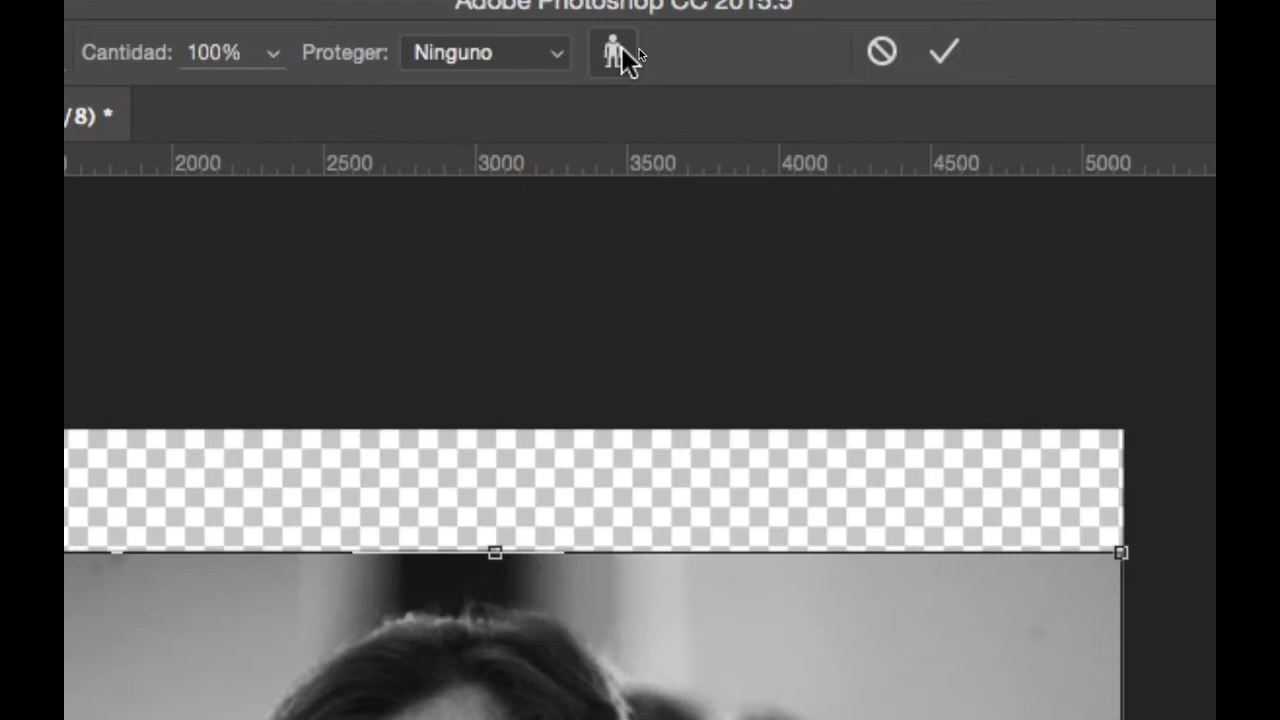 Adobe Photoshop CC 2015.5
Cantidad: 100% Proteger: Ninguno
/8) *
2000 2500 3000 3500 4000 4500 5000